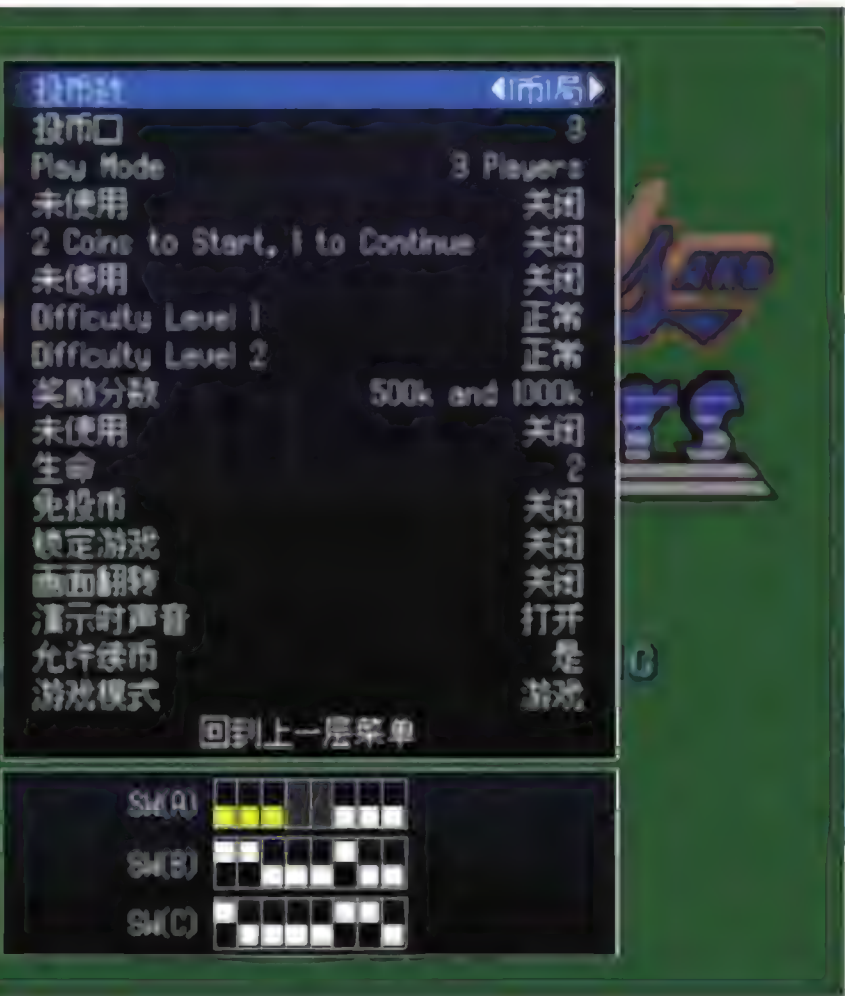 投币数 1币1局
投币口 3
Play Mode 3 Players
未使用 关闭
2 Coins to Start, 1 to Continue 关闭
未使用 关闭
Difficulty Level 1 正常
Difficulty Level 2 正常
奖励分数 500k and 1000k
未使用 关闭
生命 2
免投币 关闭
锁定游戏 关闭
画面翻转 关闭
演示时声音 打开
允许续币 是
游戏模式 游戏
回到上一层菜单
SW(A)
SW(B)
SW(C)